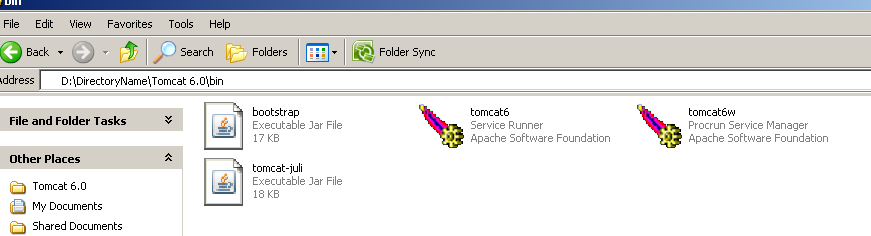 bin
File Edit View Favorites Tools Help
Back Search Folders Folder Sync
Address D:\DirectoryName\Tomcat 6.0\bin
File and Folder Tasks
Other Places
Tomcat 6.0
My Documents
Shared Documents
bootstrap
Executable Jar File
17 KB
tomcat6
Service Runner
Apache Software Foundation
tomcat6w
Procrun Service Manager
Apache Software Foundation
tomcat-juli
Executable Jar File
18 KB